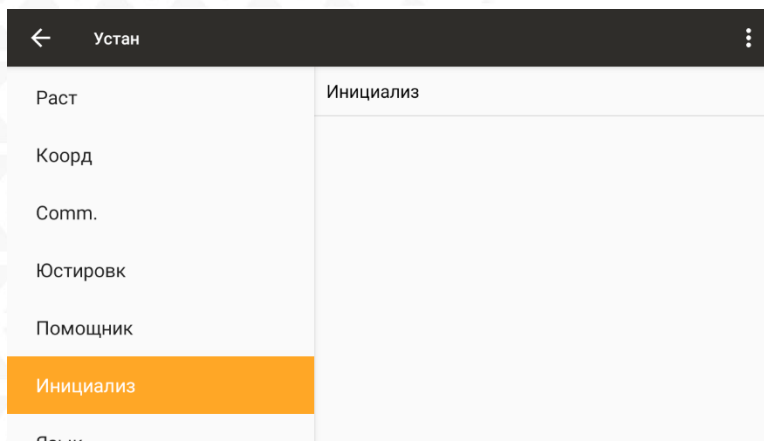 Устан
Раст
Коорд
Comm.
Юстировк
Помощник
Инициализ
Инициализ